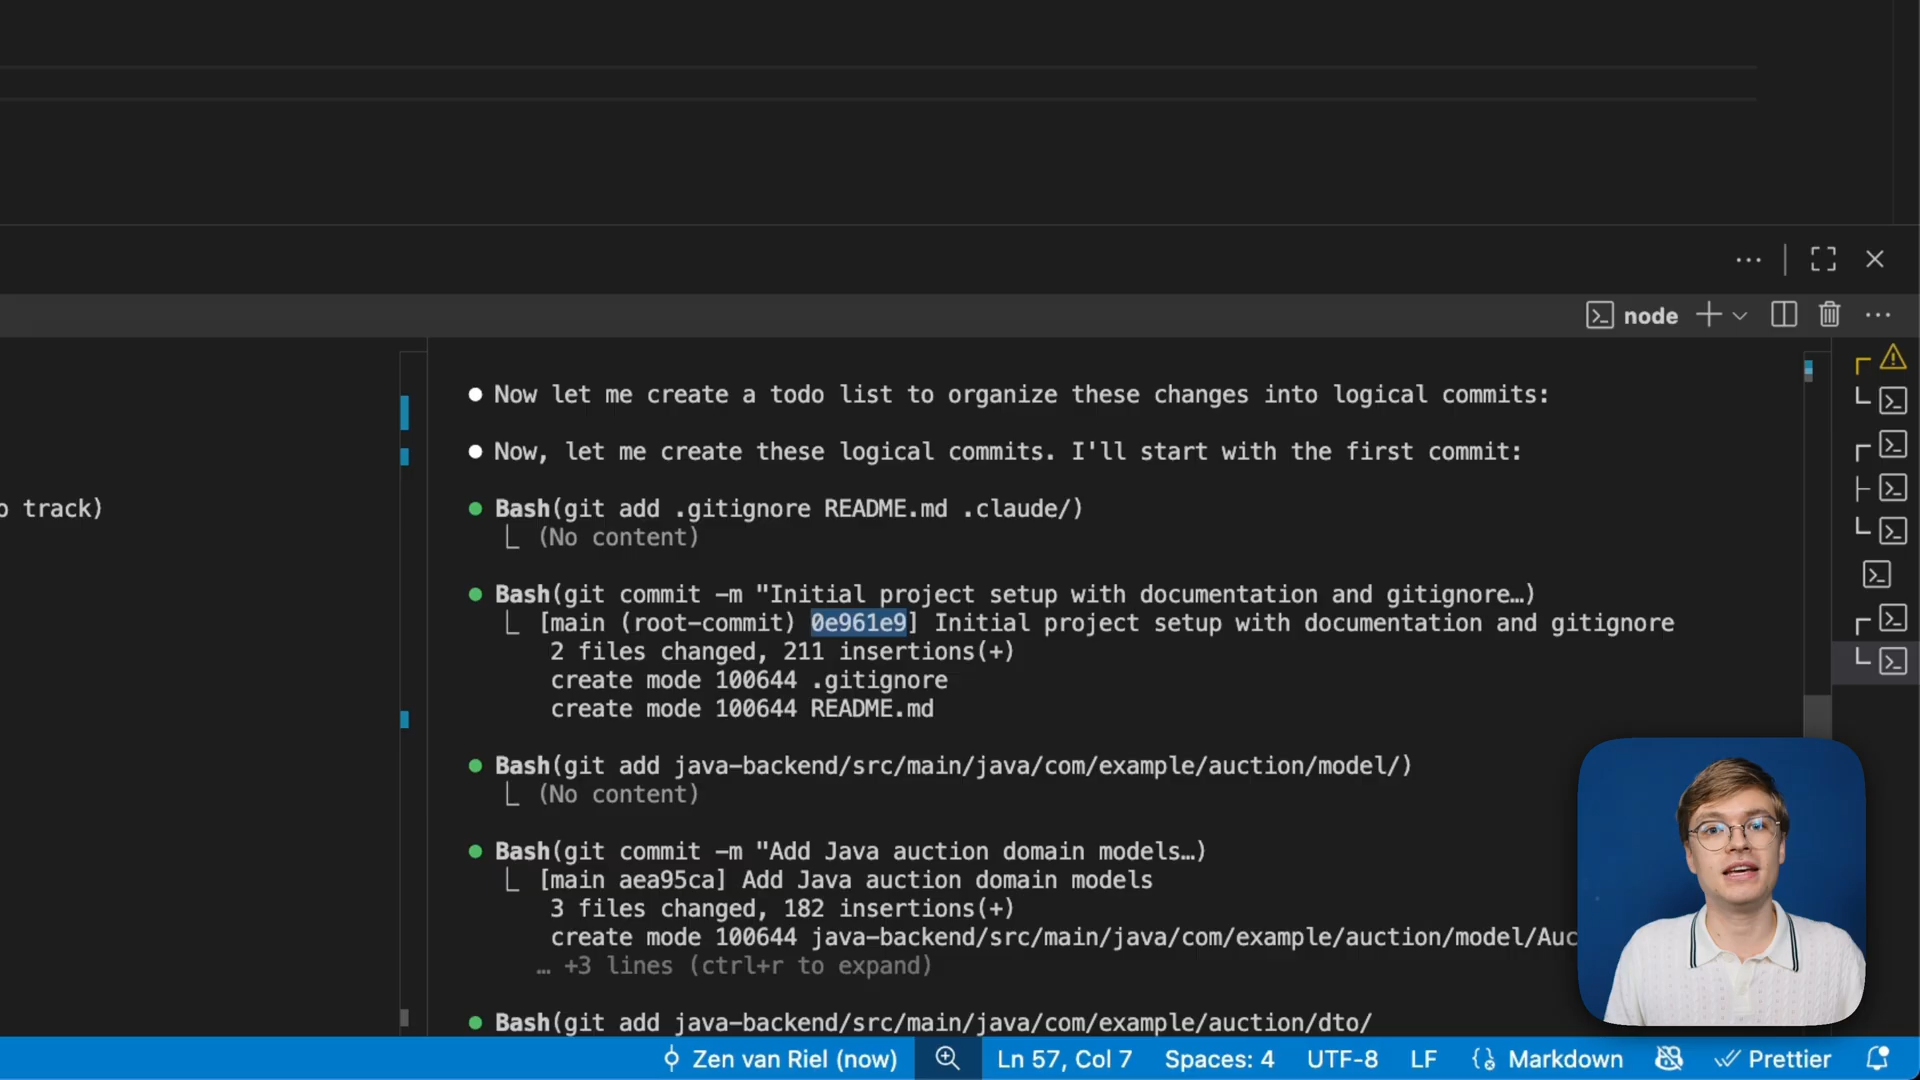 node
Now let me create a todo list to organize these changes into logical commits:
Now, let me create these logical commits. I'll start with the first commit:
o track)
Bash(git add .gitignore README.md .claude/)
(No content)
Bash(git commit -m "Initial project setup with documentation and gitignore…)
[main (root-commit) 0e961e9] Initial project setup with documentation and gitignore
2 files changed, 211 insertions(+)
create mode 100644 .gitignore
create mode 100644 README.md
Bash(git add java-backend/src/main/java/com/example/auction/model/)
(No content)
Bash(git commit -m "Add Java auction domain models…)
[main aea95ca] Add Java auction domain models
3 files changed, 182 insertions(+)
create mode 100644 java-backend/src/main/java/com/example/auction/model/Auc
… +3 lines (ctrl+r to expand)
Bash(git add java-backend/src/main/java/com/example/auction/dto/
Zen van Riel (now) Ln 57, Col 7 Spaces: 4 UTF-8 LF Markdown Prettier